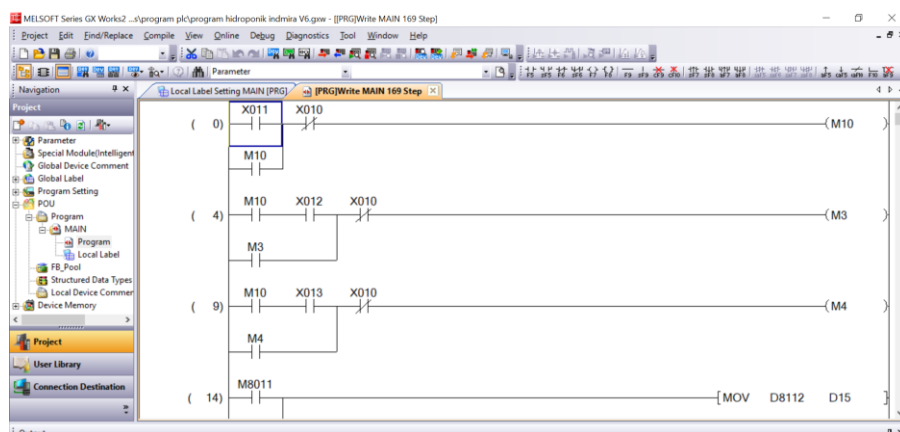 MELSOFT Series GX Works2 ...s\program plc\program hidroponik indmira V6.gxw - [[PRG]Write MAIN 169 Step]
Project Edit Find/Replace Compile View Online Debug Diagnostics Tool Window Help
Parameter
Navigation
Local Label Setting MAIN [PRG]
[PRG]Write MAIN 169 Step
Project
Parameter
Special Module(Intelligent
Global Device Comment
Global Label
Program Setting
POU
Program
MAIN
Program
Local Label
FB_Pool
Structured Data Types
Local Device Commer
Device Memory
Project
User Library
Connection Destination
X011 X010
( 0) (M10 )
M10
M10 X012 X010
( 4) (M3 )
M3
M10 X013 X010
( 9) (M4 )
M4
M8011
( 14) [MOV D8112 D15 ]